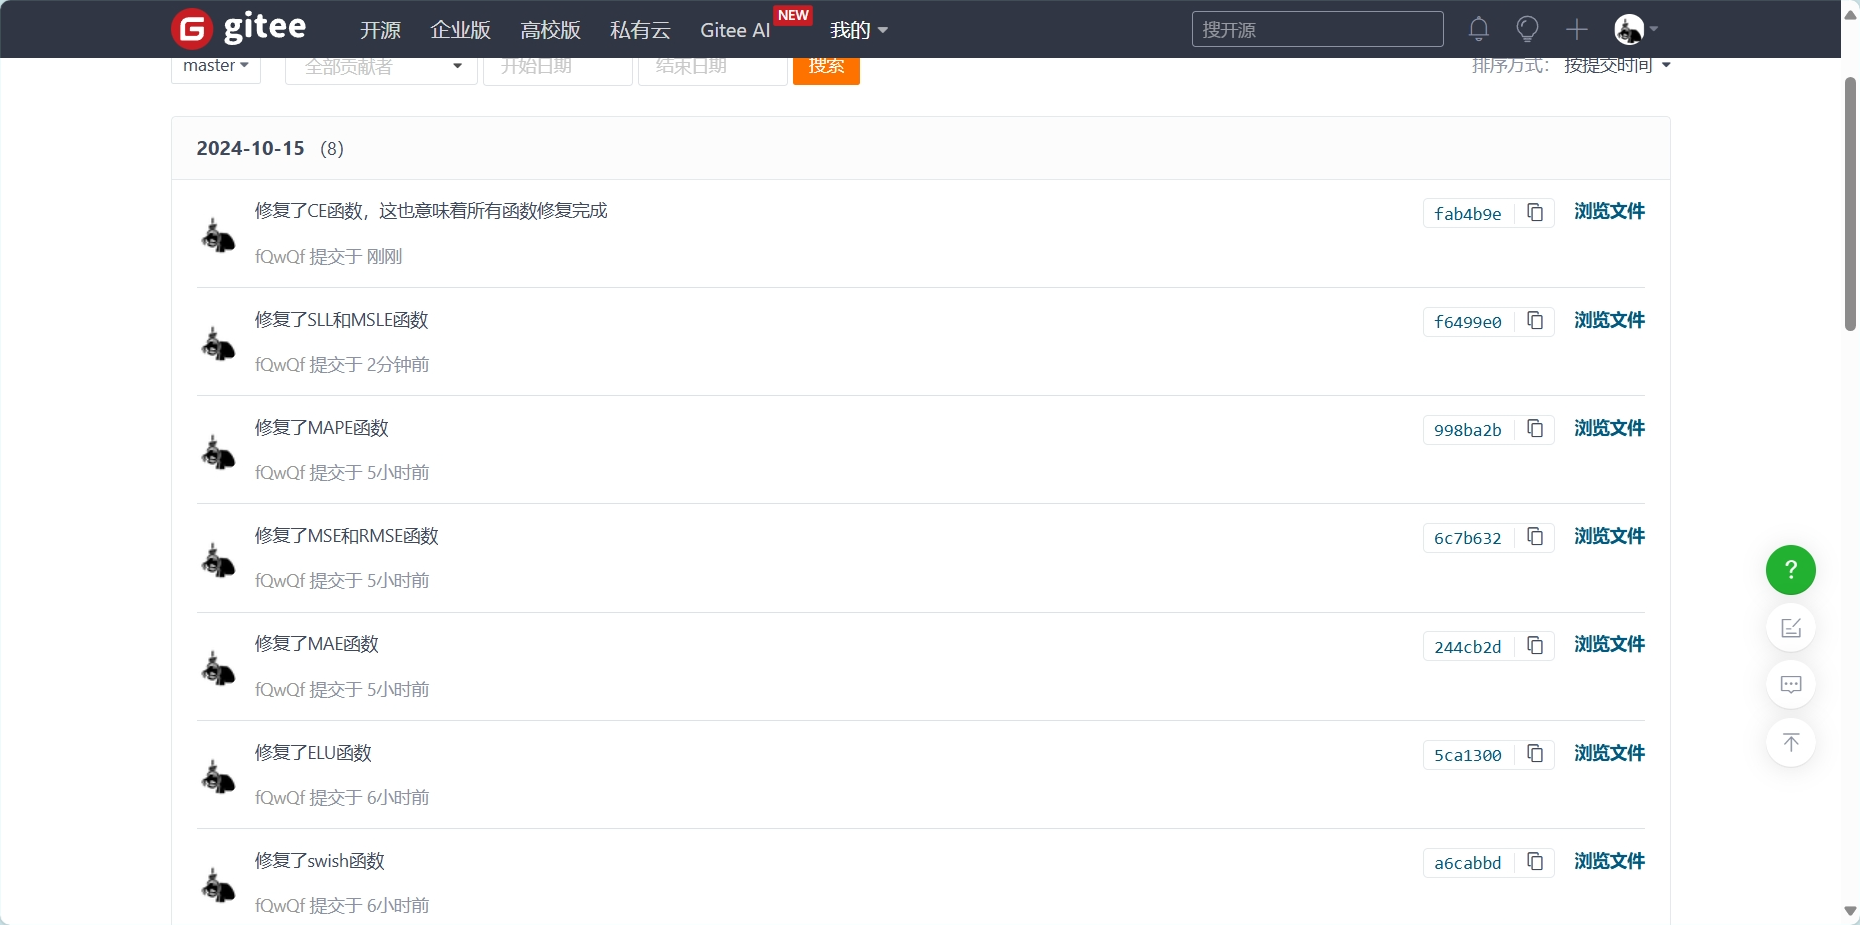 gitee 开源 企业版 高校版 私有云 Gitee AI NEW 我的 搜开源
master 全部贡献者 开始日期 结束日期 搜索 排序方式： 按提交时间
2024-10-15 (8)
修复了CE函数，这也意味着所有函数修复完成 fab4b9e 浏览文件
fQwQf 提交于 刚刚
修复了SLL和MSLE函数 f6499e0 浏览文件
fQwQf 提交于 2分钟前
修复了MAPE函数 998ba2b 浏览文件
fQwQf 提交于 5小时前
修复了MSE和RMSE函数 6c7b632 浏览文件
fQwQf 提交于 5小时前
修复了MAE函数 244cb2d 浏览文件
fQwQf 提交于 5小时前
修复了ELU函数 5ca1300 浏览文件
fQwQf 提交于 6小时前
修复了swish函数 a6cabbd 浏览文件
fQwQf 提交于 6小时前